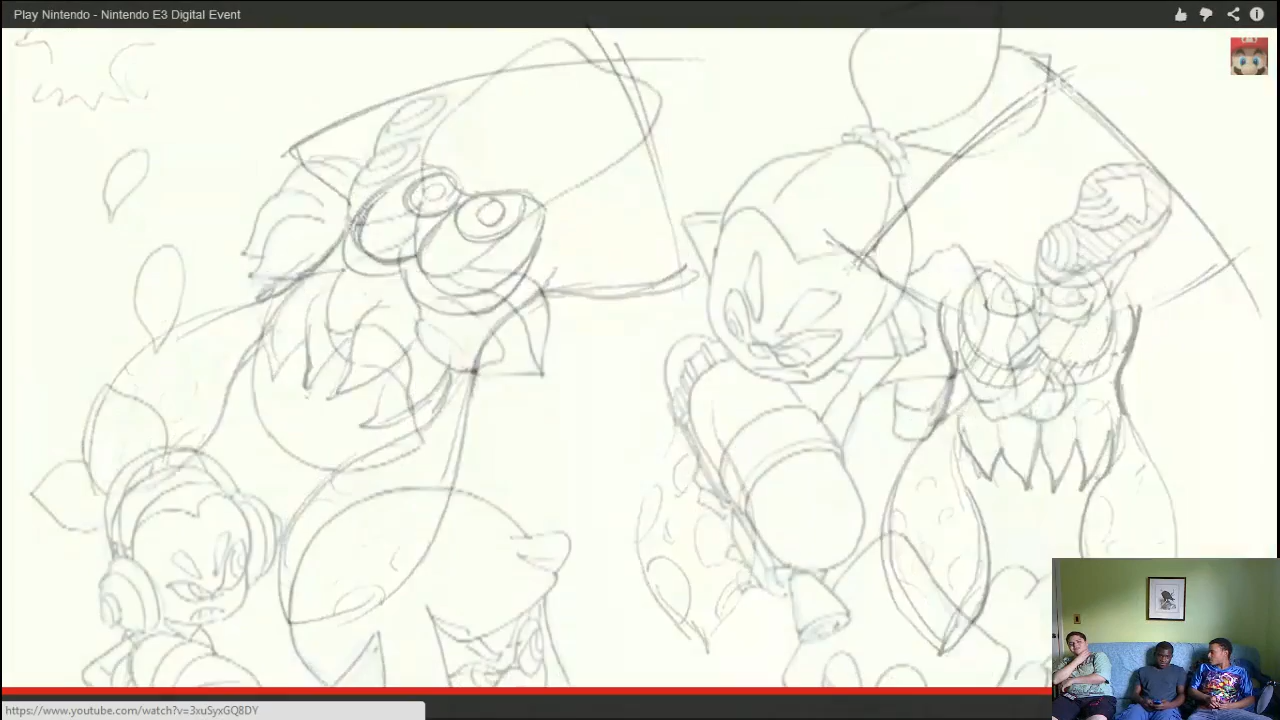 Play Nintendo - Nintendo E3 Digital Event
https://www.youtube.com/watch?v=3xuSyxGQ8DY